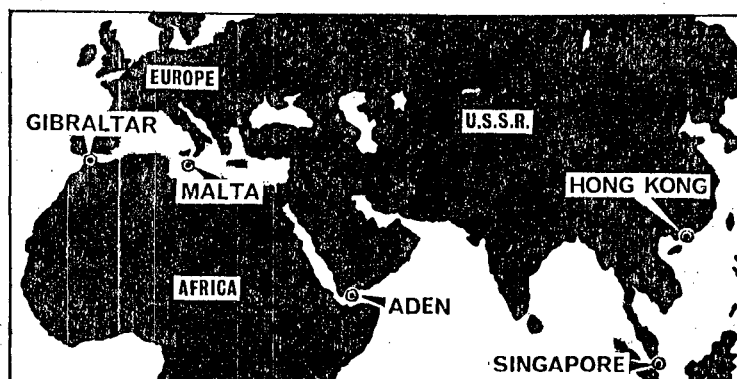 EUROPE
U.S.S.R.
GIBRALTAR
MALTA
HONG KONG
AFRICA
ADEN
SINGAPORE